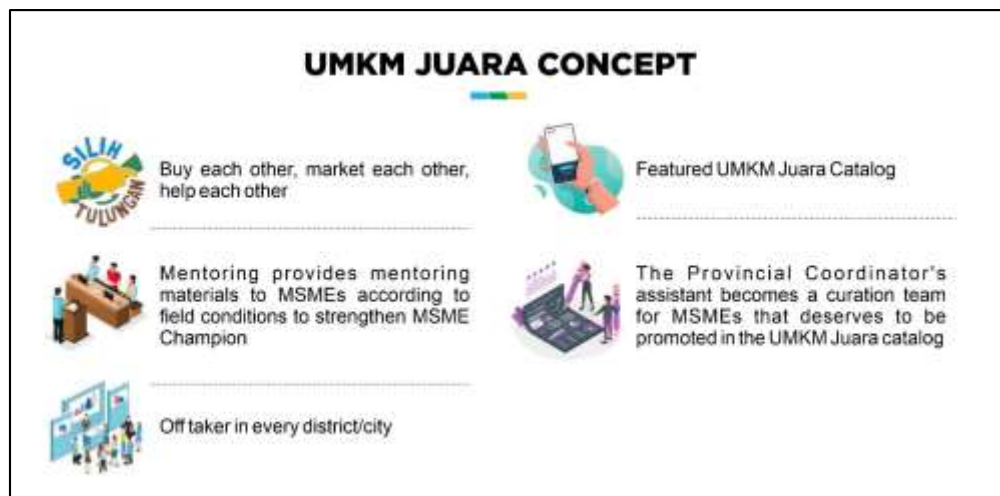 UMKM JUARA CONCEPT
SILIH
TULUNGAN
Buy each other, market each other,
help each other
Mentoring provides mentoring
materials to MSMEs according to
field conditions to strengthen MSME
Champion
Off taker in every district/city
Featured UMKM Juara Catalog
The Provincial Coordinator's
assistant becomes a curation team
for MSMEs that deserves to be
promoted in the UMKM Juara catalog